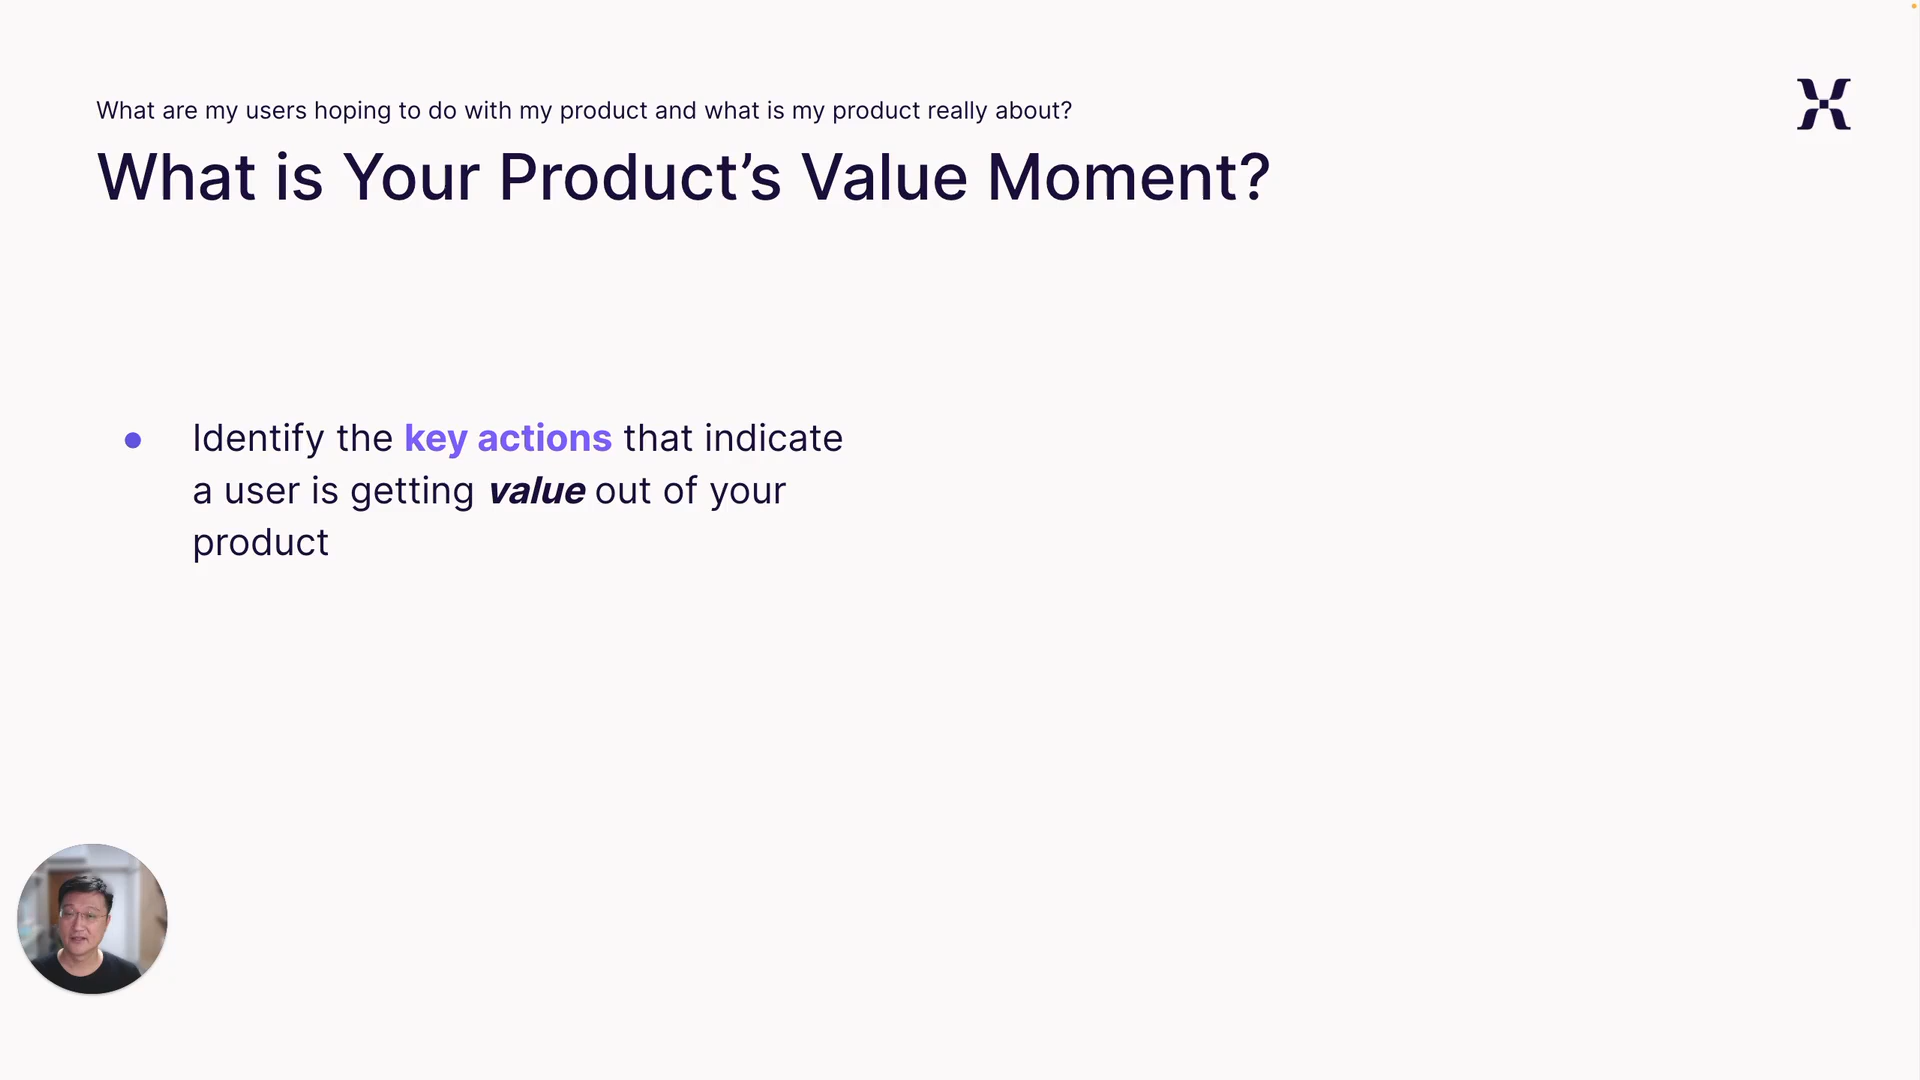 What are my users hoping to do with my product and what is my product really about?
What is Your Product’s Value Moment?
Identify the key actions that indicate
a user is getting value out of your
product